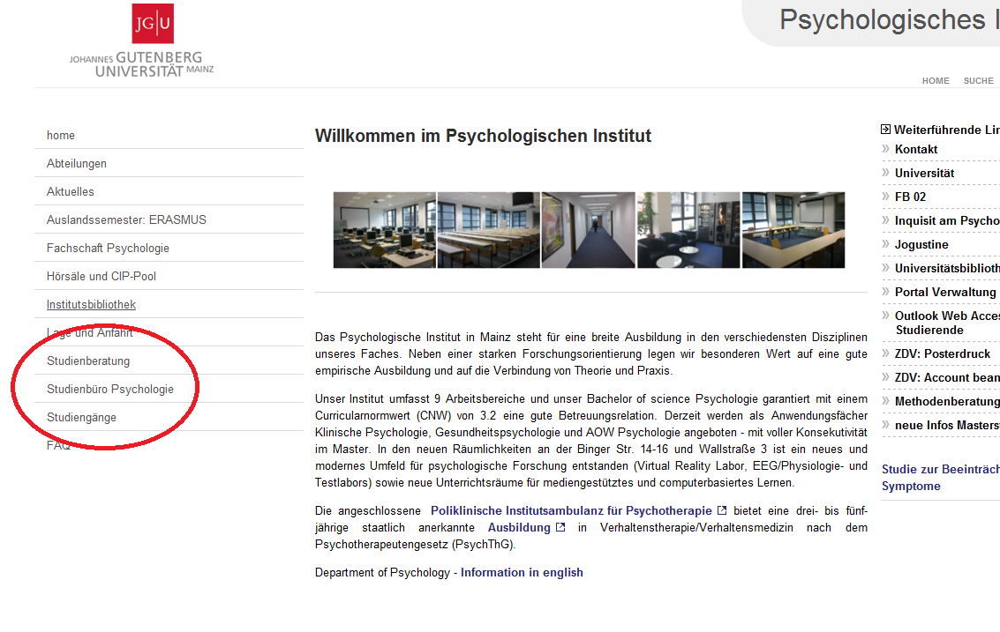 JG|U
JOHANNES GUTENBERG
UNIVERSITÄT MAINZ
Psychologisches
HOME SUCHE
home
Abteilungen
Aktuelles
Auslandssemester: ERASMUS
Fachschaft Psychologie
Hörsäle und CIP-Pool
Institutsbibliothek
Lage und Anfahrt
Studienberatung
Studienbüro Psychologie
Studiengänge
FAQ
Willkommen im Psychologischen Institut
Das Psychologische Institut in Mainz steht für eine breite Ausbildung in den verschiedensten Disziplinen
unseres Faches. Neben einer starken Forschungsorientierung legen wir besonderen Wert auf eine gute
empirische Ausbildung und auf die Verbindung von Theorie und Praxis.
Unser Institut umfasst 9 Arbeitsbereiche und unser Bachelor of science Psychologie garantiert mit einem
Curricularnormwert (CNW) von 3.2 eine gute Betreuungsrelation. Derzeit werden als Anwendungsfächer
Klinische Psychologie, Gesundheitspsychologie und AOW Psychologie angeboten - mit voller Konsekutivität
im Master. In den neuen Räumlichkeiten an der Binger Str. 14-16 und Wallstraße 3 ist ein neues und
modernes Umfeld für psychologische Forschung entstanden (Virtual Reality Labor, EEG/Physiologie- und
Testlabors) sowie neue Unterrichtsräume für mediengestütztes und computerbasiertes Lernen.
Die angeschlossene Poliklinische Institutsambulanz für Psychotherapie bietet eine drei- bis fünf-
jährige staatlich anerkannte Ausbildung in Verhaltenstherapie/Verhaltensmedizin nach dem
Psychotherapeutengesetz (PsychThG).
Department of Psychology - Information in english
Weiterführende Lin
Kontakt
Universität
FB 02
Inquisit am Psycho
Jogustine
Universitätsbiblioth
Portal Verwaltung
Outlook Web Acces
Studierende
ZDV: Posterdruck
ZDV: Account bean
Methodenberatung
neue Infos Masters
Studie zur Beeinträch
Symptome